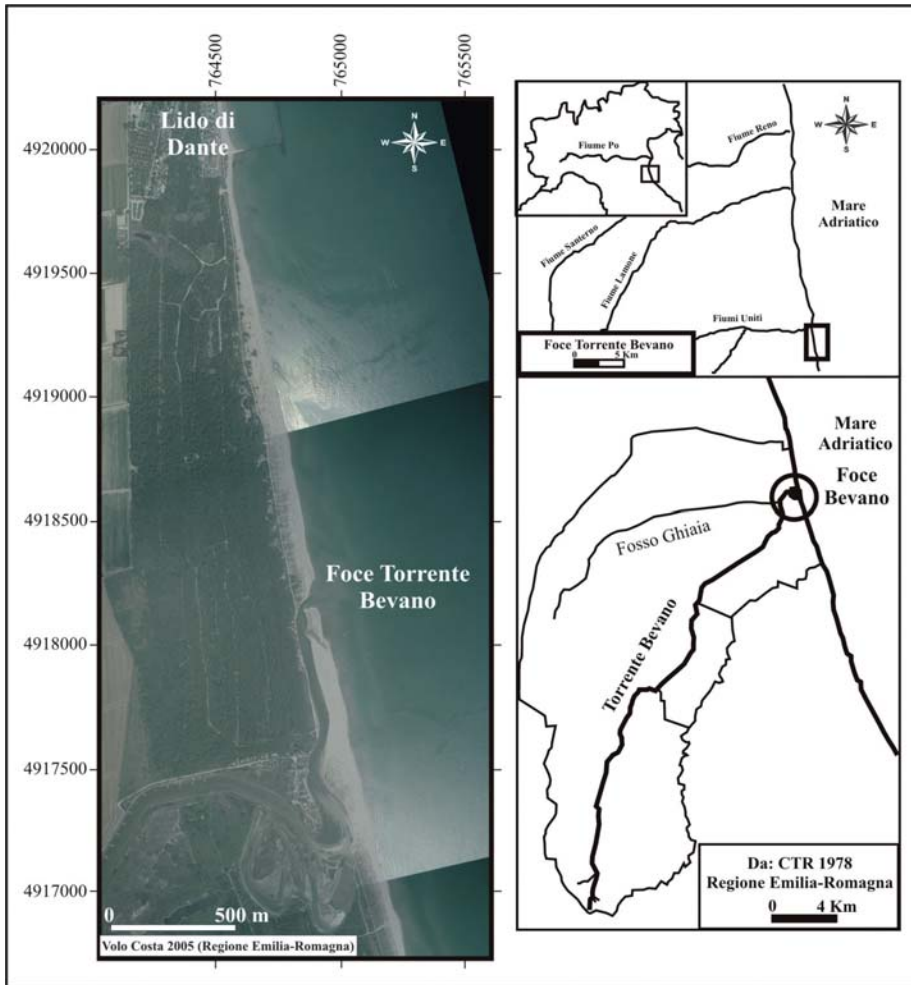 764500
765000
765500
Lido di
Dante
N
W
E
S
4920000
4919500
4919000
4918500
4918000
4917500
4917000
Foce Torrente
Bevano
0 500 m
Volo Costa 2005 (Regione Emilia-Romagna)
Fiume Po
Fiume Reno
N
W
E
S
Mare
Adriatico
Fiume Santerno
Fiume Lamone
Fiumi Uniti
Foce Torrente Bevano
0 5 Km
Mare
Adriatico
Foce
Bevano
Fosso Ghiaia
Torrente Bevano
Da: CTR 1978
Regione Emilia-Romagna
0 4 Km